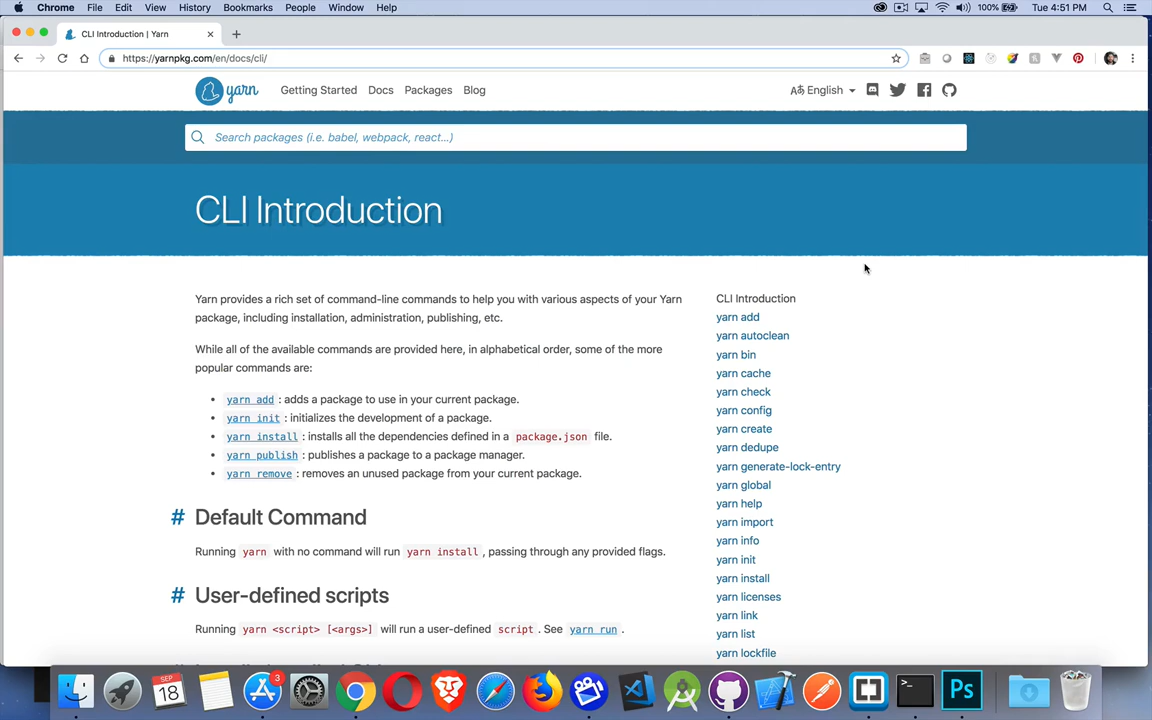 Chrome File Edit View History Bookmarks People Window Help 100% Tue 4:51 PM
CLI Introduction | Yarn
https://yarnpkg.com/en/docs/cli/
yarn Getting Started Docs Packages Blog English
Search packages (i.e. babel, webpack, react...)
CLI Introduction
Yarn provides a rich set of command-line commands to help you with various aspects of your Yarn
package, including installation, administration, publishing, etc.
While all of the available commands are provided here, in alphabetical order, some of the more
popular commands are:
• yarn add : adds a package to use in your current package.
• yarn init : initializes the development of a package.
• yarn install : installs all the dependencies defined in a package.json file.
• yarn publish : publishes a package to a package manager.
• yarn remove : removes an unused package from your current package.
# Default Command
Running yarn with no command will run yarn install , passing through any provided flags.
# User-defined scripts
Running yarn <script> [<args>] will run a user-defined script . See yarn run .
CLI Introduction
yarn add
yarn autoclean
yarn bin
yarn cache
yarn check
yarn config
yarn create
yarn dedupe
yarn generate-lock-entry
yarn global
yarn help
yarn import
yarn info
yarn init
yarn install
yarn licenses
yarn link
yarn list
yarn lockfile
SEP
18
3
>_
Ps